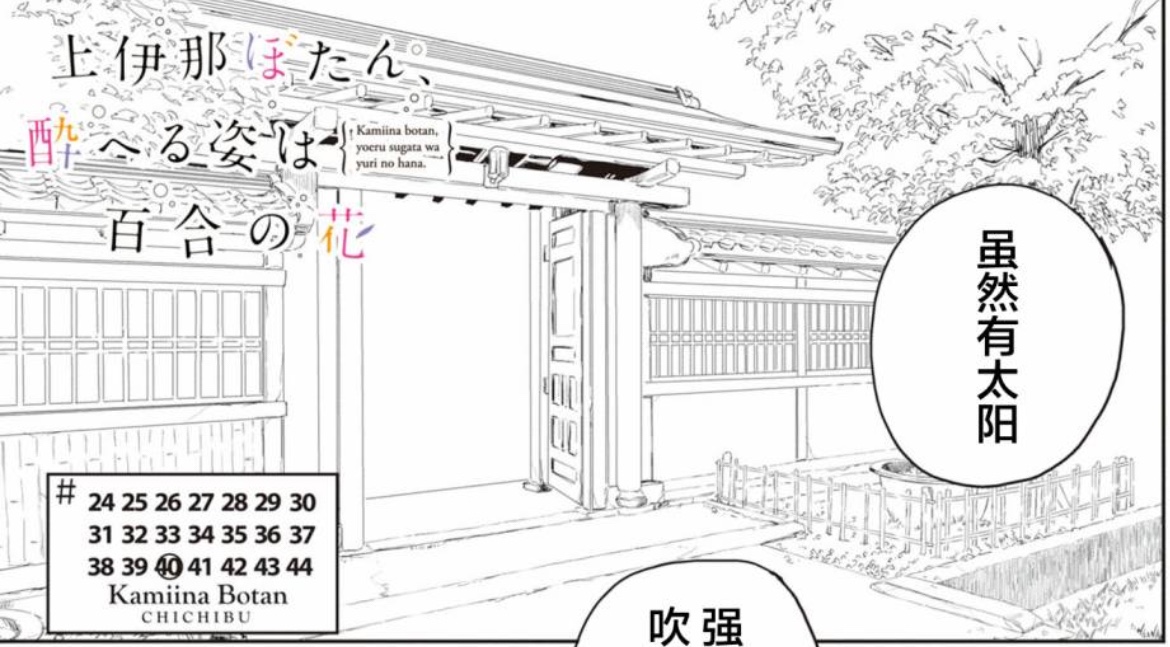 上伊那ぼたん、
酔へる姿は
Kamiina botan,
yoeru sugata wa
yuri no hana.
百合の花
虽然有太阳
吹强
# 24 25 26 27 28 29 30
31 32 33 34 35 36 37
38 39 40 41 42 43 44
Kamiina Botan
CHICHIBU